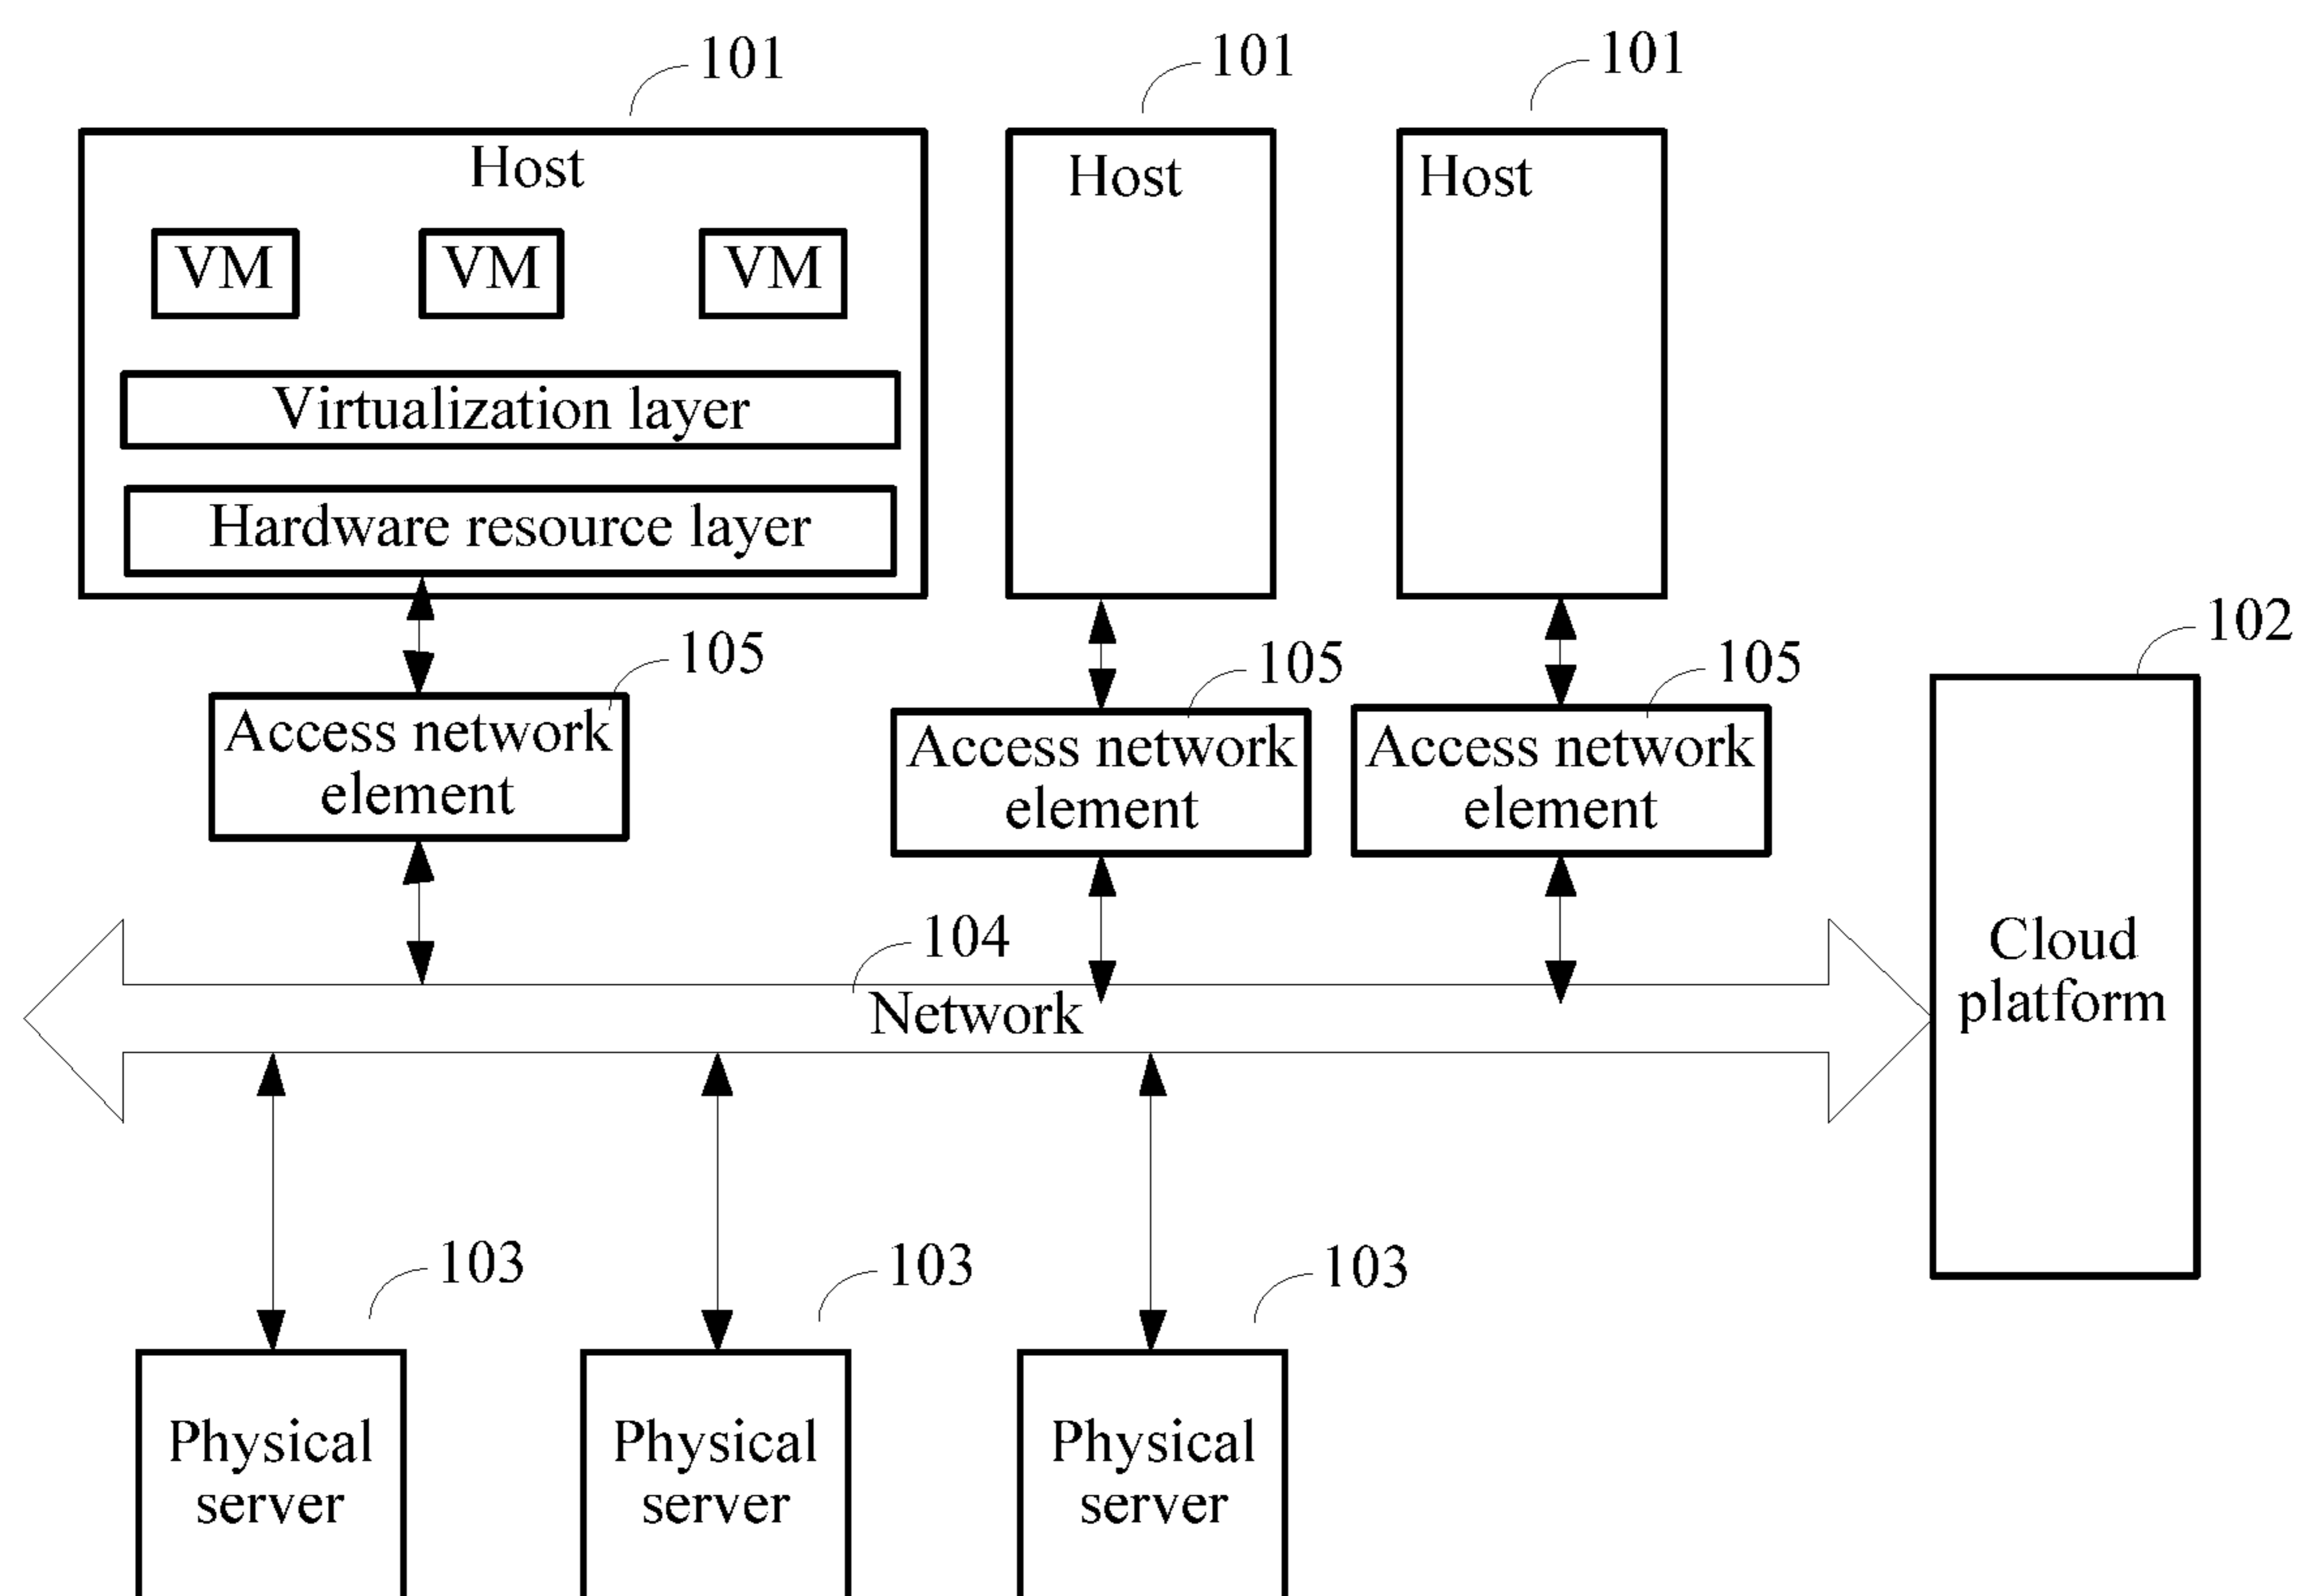 101
101
101
Host
Host
Host
VM
VM
VM
Virtualization layer
Hardware resource layer
105
105
105
102
Access network
element
Access network
element
Access network
element
104
Network
Cloud
platform
103
103
103
Physical
server
Physical
server
Physical
server